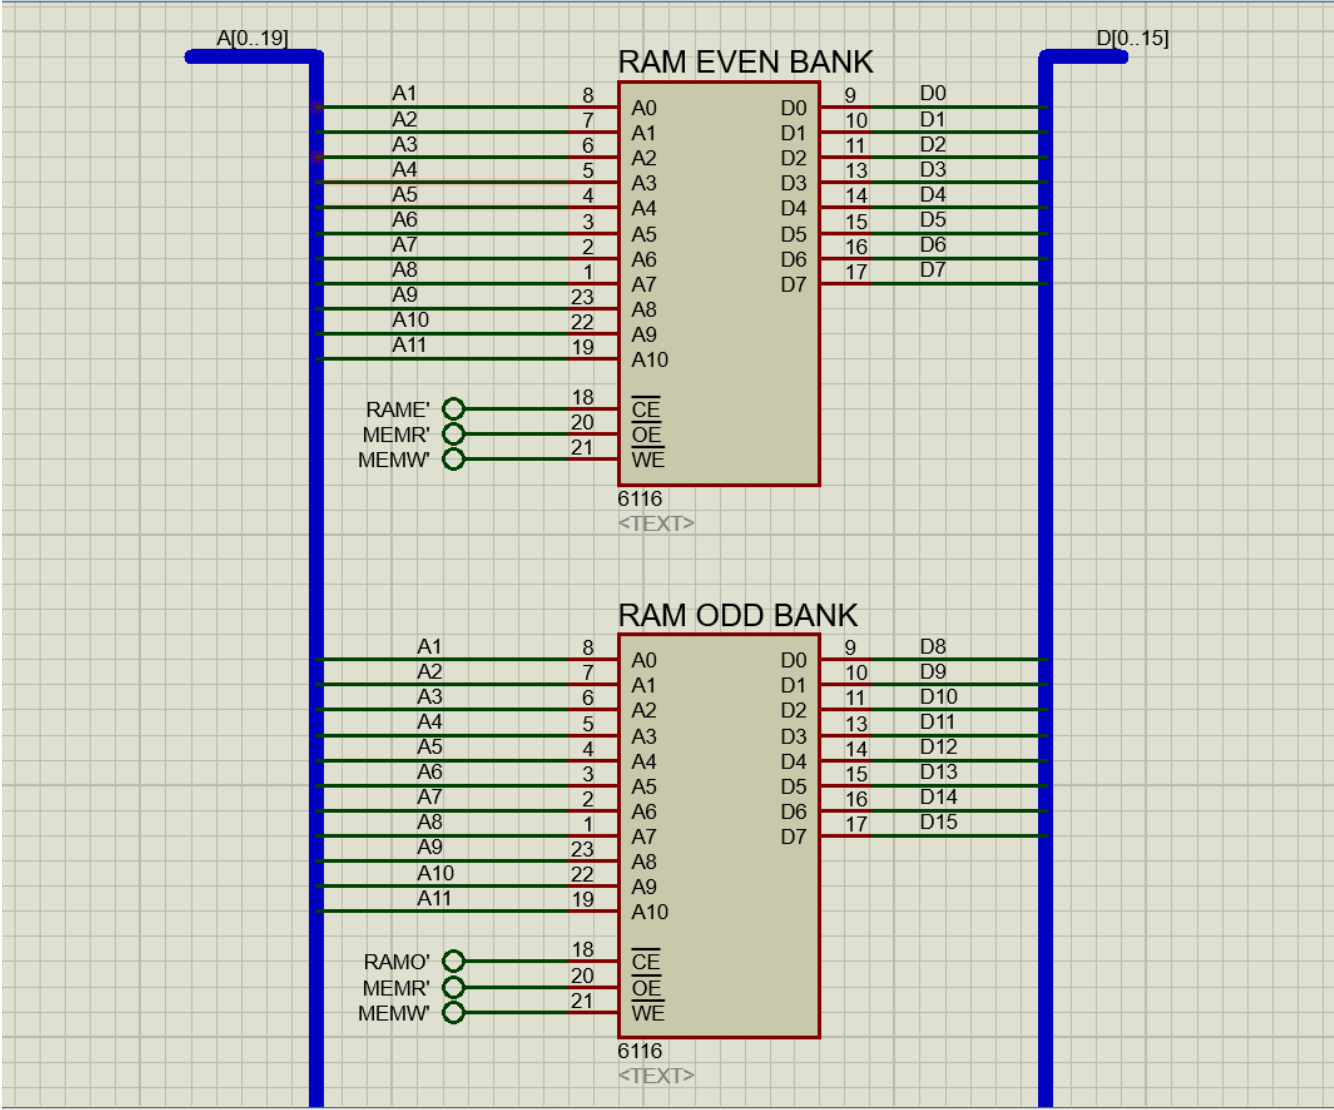 A[0..19] D[0..15]
RAM EVEN BANK
A1 8 A0 D0 9 D0
A2 7 A1 D1 10 D1
A3 6 A2 D2 11 D2
A4 5 A3 D3 13 D3
A5 4 A4 D4 14 D4
A6 3 A5 D5 15 D5
A7 2 A6 D6 16 D6
A8 1 A7 D7 17 D7
A9 23 A8
A10 22 A9
A11 19 A10
RAME' 18 CE
MEMR' 20 OE
MEMW' 21 WE
6116
<TEXT>
RAM ODD BANK
A1 8 A0 D0 9 D8
A2 7 A1 D1 10 D9
A3 6 A2 D2 11 D10
A4 5 A3 D3 13 D11
A5 4 A4 D4 14 D12
A6 3 A5 D5 15 D13
A7 2 A6 D6 16 D14
A8 1 A7 D7 17 D15
A9 23 A8
A10 22 A9
A11 19 A10
RAMO' 18 CE
MEMR' 20 OE
MEMW' 21 WE
6116
<TEXT>